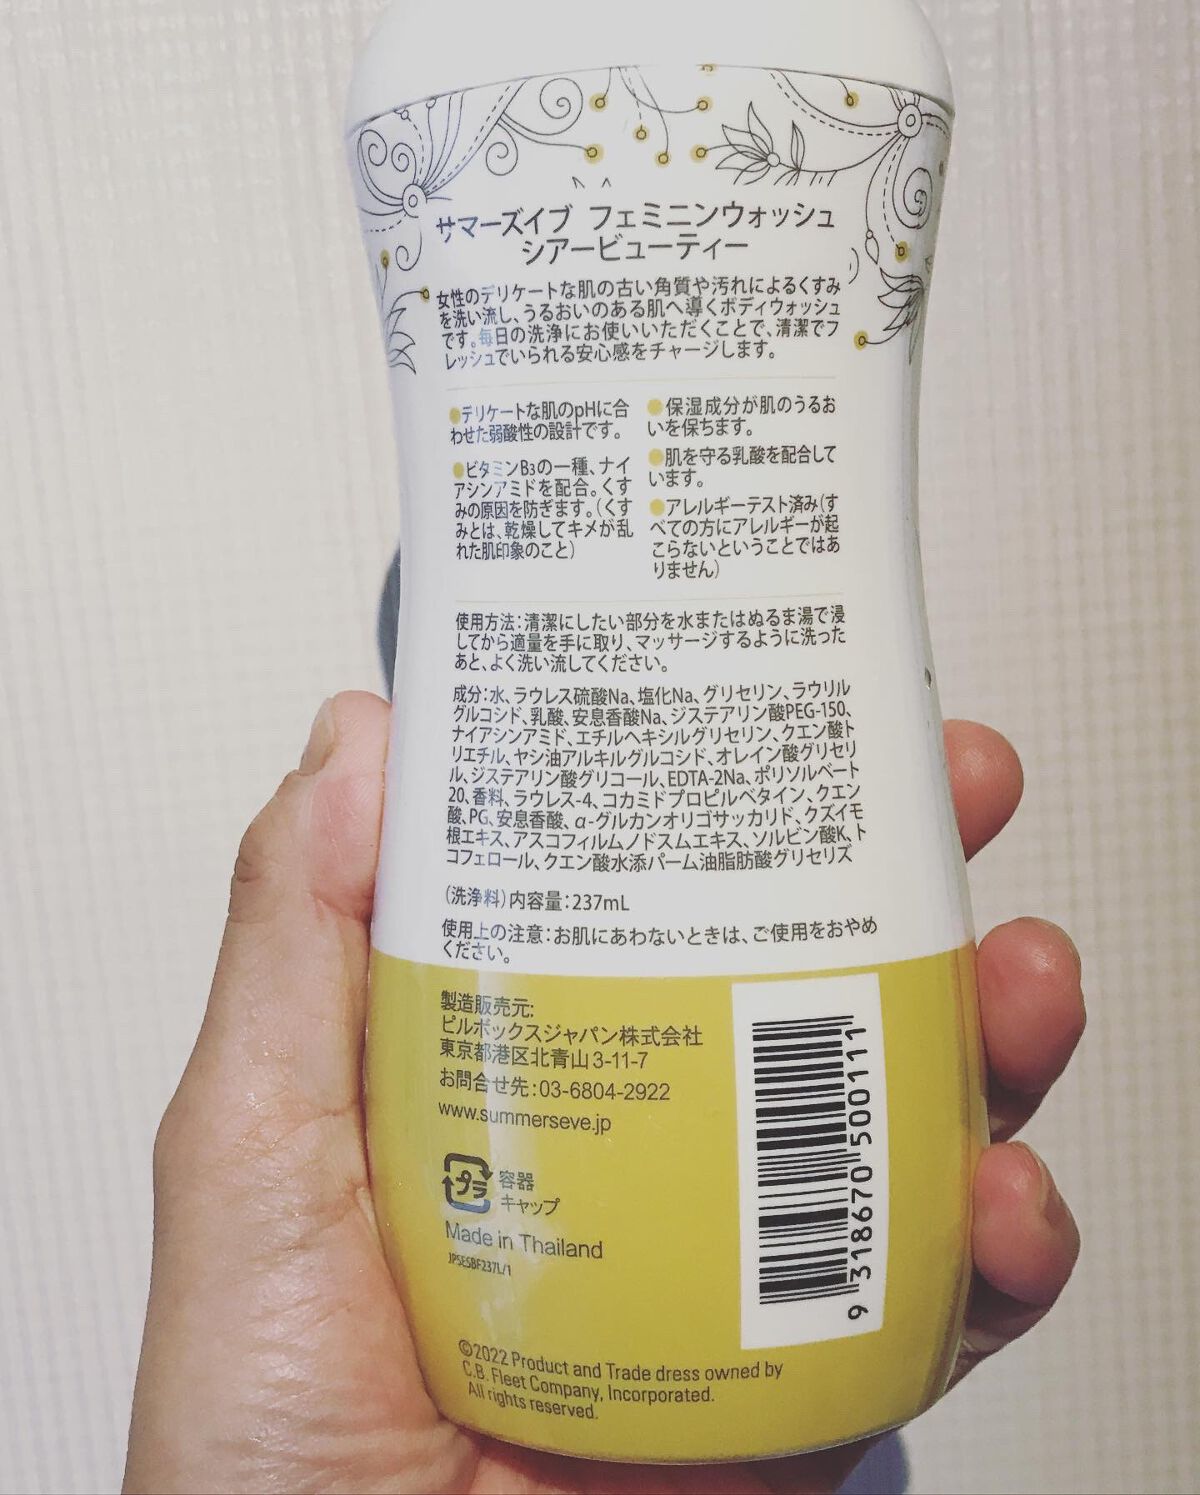 サマーズイブ フェミニンウォッシュ
シアービューティー
女性のデリケートな肌の古い角質や汚れによるくすみ
を洗い流し、うるおいのある肌へ導くボディウォッシュ
です。毎日の洗浄にお使いいただくことで、清潔でフ
レッシュでいられる安心感をチャージします。
●デリケートな肌のpHに合
わせた弱酸性の設計です。
●ビタミンB3の一種、ナイ
アシンアミドを配合。くす
みの原因を防ぎます。(くす
みとは、乾燥してキメが乱
れた肌印象のこと)
●保湿成分が肌のうるお
いを保ちます。
●肌を守る乳酸を配合して
います。
●アレルギーテスト済み(す
べての方にアレルギーが起
こらないということではあ
りません)
使用方法:清潔にしたい部分を水またはぬるま湯で浸
してから適量を手に取り、マッサージするように洗った
あと、よく洗い流してください。
成分:水、ラウレス硫酸Na、塩化Na、グリセリン、ラウリル
グルコシド、乳酸、安息香酸Na、ジステアリン酸PEG-150、
ナイアシンアミド、エチルヘキシルグリセリン、クエン酸ト
リエチル、ヤシ油アルキルグルコシド、オレイン酸グリセリ
ル、ジステアリン酸グリコール、EDTA-2Na、ポリソルベート
20、香料、ラウレス-4、コカミドプロピルベタイン、クエン
酸、PG、安息香酸、α-グルカンオリゴサッカリド、クズイモ
根エキス、アスコフィルムノドスムエキス、ソルビン酸K、ト
コフェロール、クエン酸水添パーム油脂肪酸グリセリズ
(洗浄料)内容量:237mL
使用上の注意:お肌にあわないときは、ご使用をおやめ
ください。
製造販売元:
ピルボックスジャパン株式会社
東京都港区北青山3-11-7
お問合せ先:03-6804-2922
www.summerseve.jp
プラ
容器
キャップ
Made in Thailand
JPSESBF237L/1
9 318670 500111
©2022 Product and Trade dress owned by
C.B. Fleet Company, Incorporated.
All rights reserved.